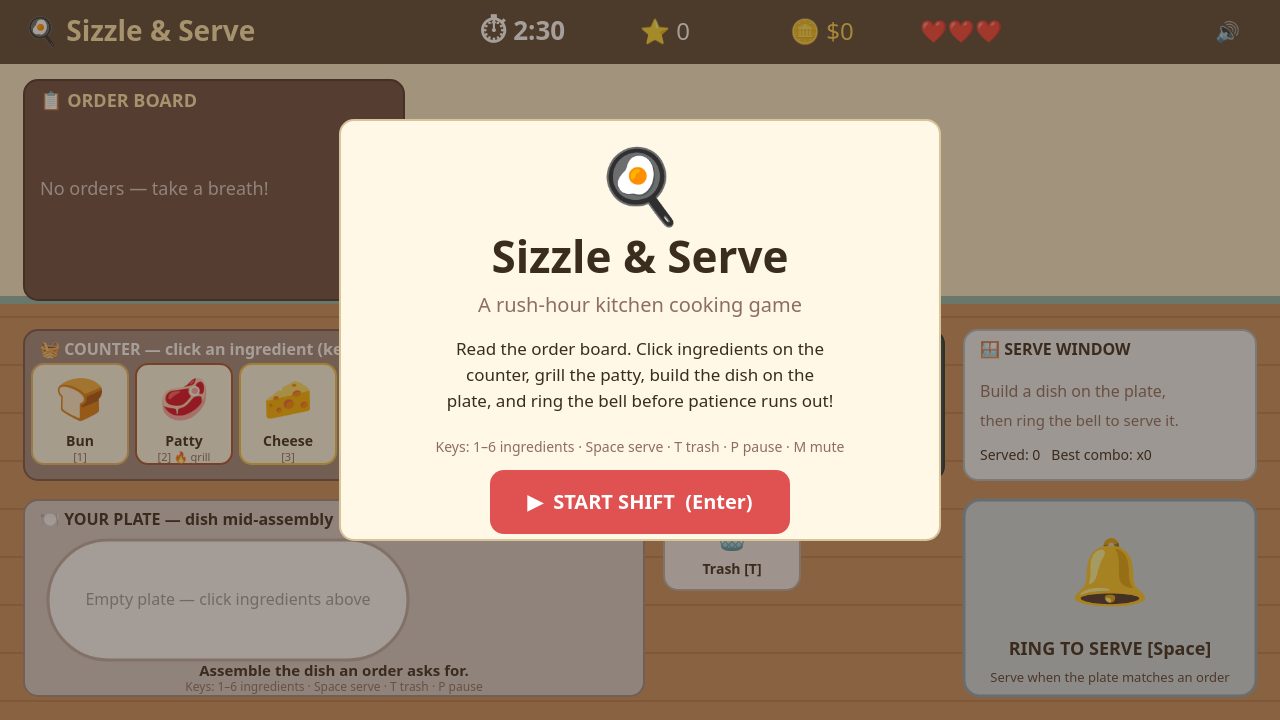 Sizzle & Serve
2:30
0
$0
ORDER BOARD
No orders — take a breath!
Sizzle & Serve
A rush-hour kitchen cooking game
Read the order board. Click ingredients on the
counter, grill the patty, build the dish on the
plate, and ring the bell before patience runs out!
Keys: 1–6 ingredients · Space serve · T trash · P pause · M mute
▶ START SHIFT (Enter)
COUNTER — click an ingredient (ke
Bun
[1]
Patty
[2] 🔥 grill
Cheese
[3]
SERVE WINDOW
Build a dish on the plate,
then ring the bell to serve it.
Served: 0 Best combo: x0
YOUR PLATE — dish mid-assembly
Empty plate — click ingredients above
Assemble the dish an order asks for.
Keys: 1–6 ingredients · Space serve · T trash · P pause
Trash [T]
RING TO SERVE [Space]
Serve when the plate matches an order